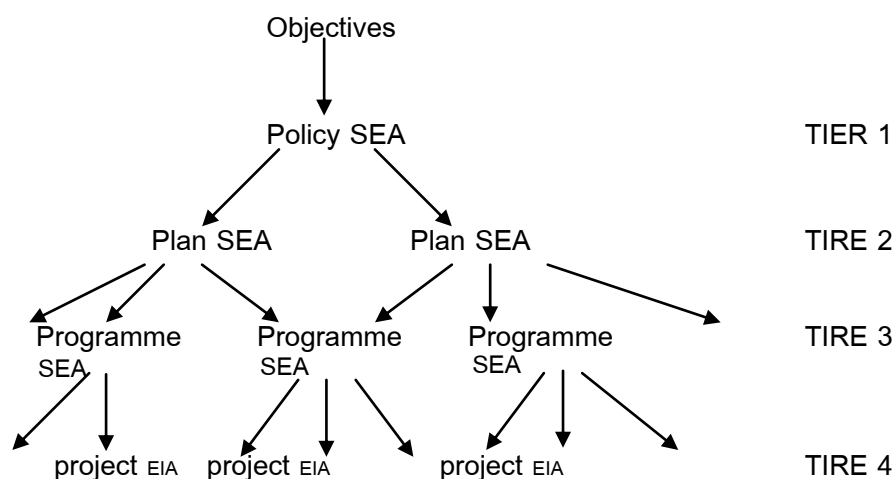 Objectives
Policy SEA TIER 1
Plan SEA Plan SEA TIRE 2
Programme Programme Programme TIRE 3
SEA SEA SEA
project EIA project EIA project EIA TIRE 4